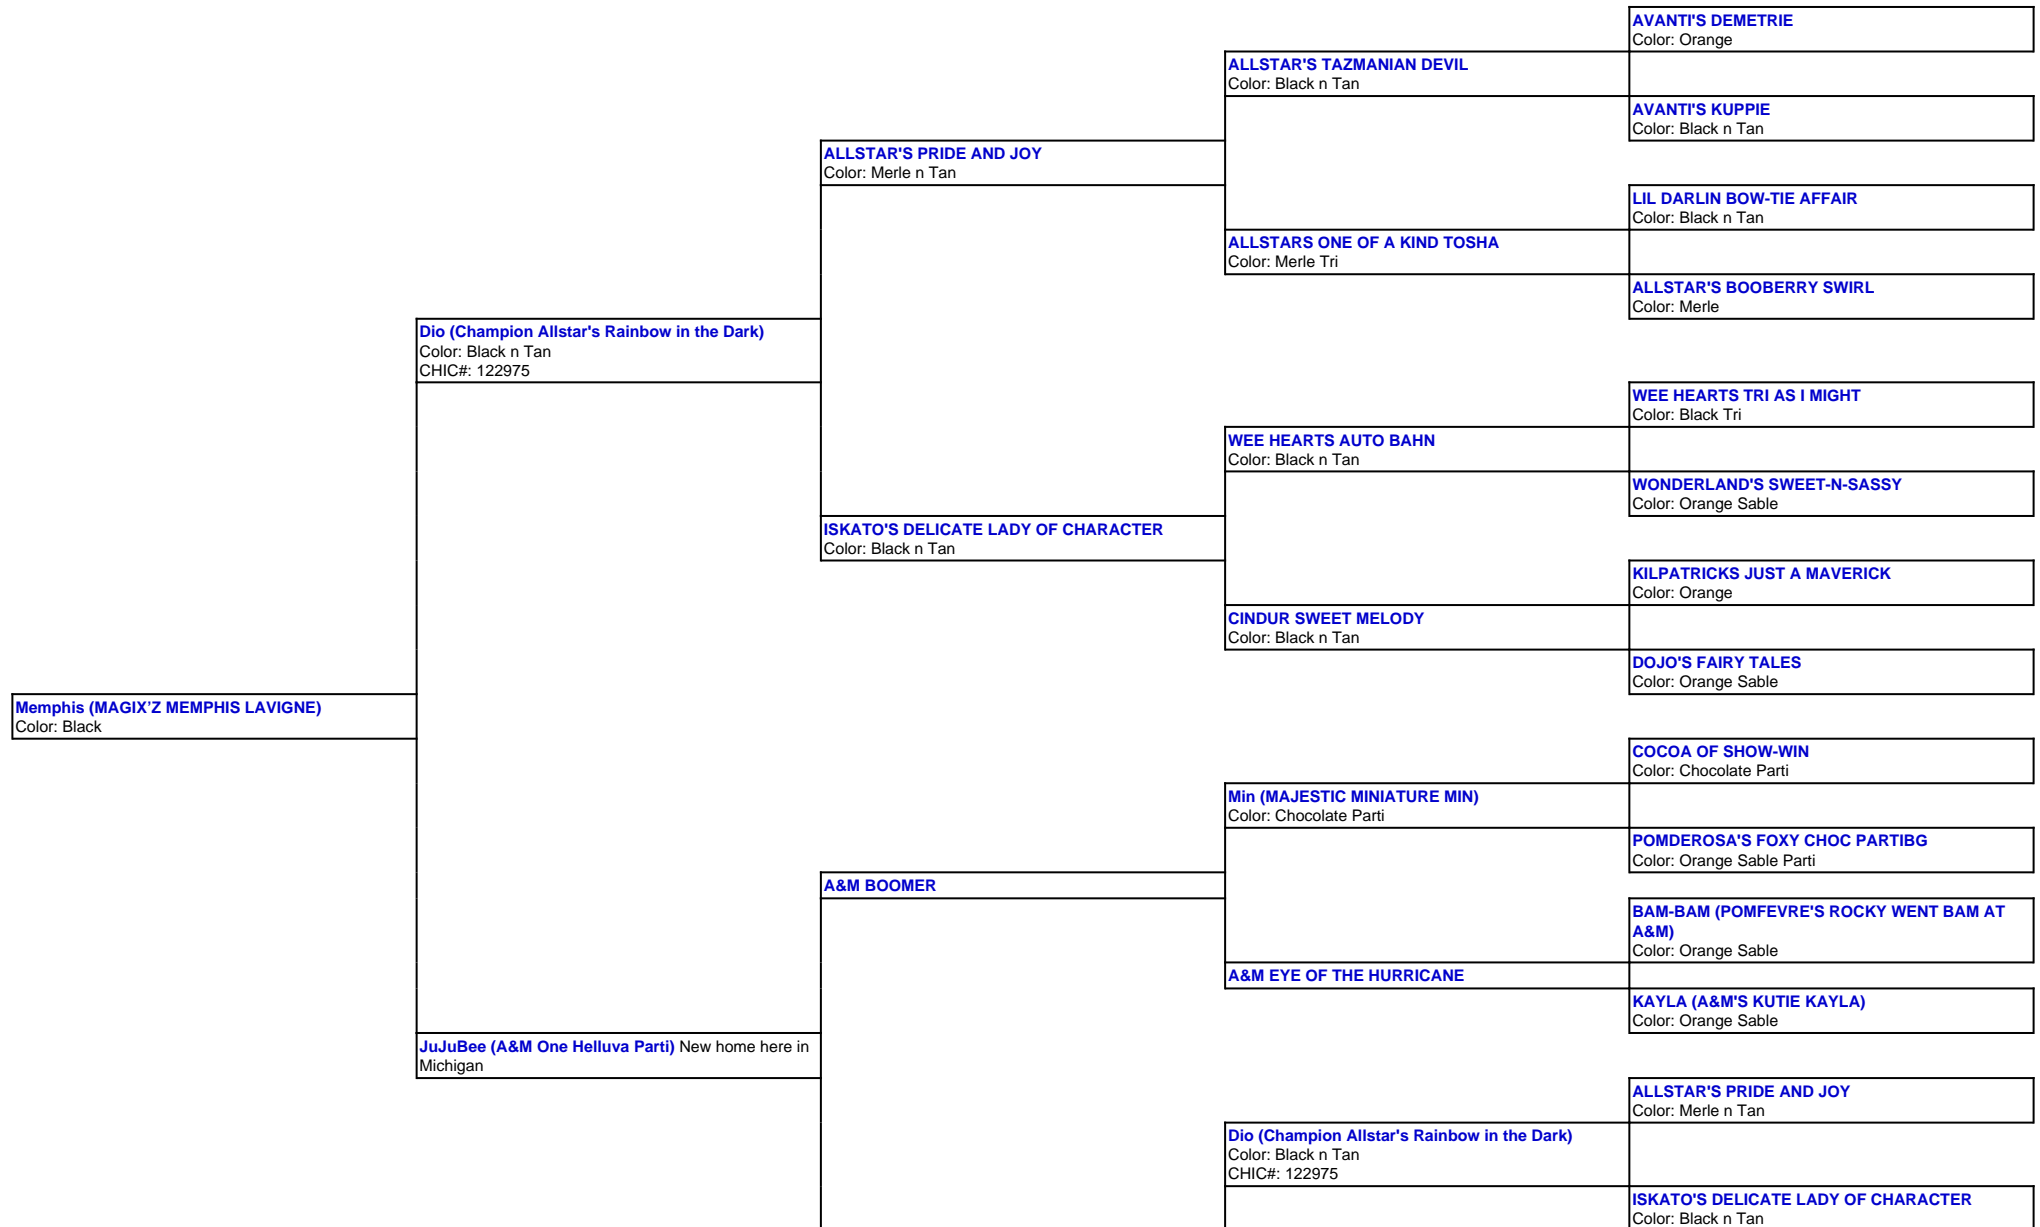 AVANTI'S DEMETRIE
Color: Orange
ALLSTAR'S TAZMANIAN DEVIL
Color: Black n Tan
AVANTI'S KUPPIE
Color: Black n Tan
ALLSTAR'S PRIDE AND JOY
Color: Merle n Tan
LIL DARLIN BOW-TIE AFFAIR
Color: Black n Tan
ALLSTARS ONE OF A KIND TOSHA
Color: Merle Tri
ALLSTAR'S BOOBERRY SWIRL
Color: Merle
Dio (Champion Allstar's Rainbow in the Dark)
Color: Black n Tan
CHIC#: 122975
WEE HEARTS TRI AS I MIGHT
Color: Black Tri
WEE HEARTS AUTO BAHN
Color: Black n Tan
WONDERLAND'S SWEET-N-SASSY
Color: Orange Sable
ISKATO'S DELICATE LADY OF CHARACTER
Color: Black n Tan
KILPATRICKS JUST A MAVERICK
Color: Orange
CINDUR SWEET MELODY
Color: Black n Tan
DOJO'S FAIRY TALES
Color: Orange Sable
Memphis (MAGIX’Z MEMPHIS LAVIGNE)
Color: Black
COCOA OF SHOW-WIN
Color: Chocolate Parti
Min (MAJESTIC MINIATURE MIN)
Color: Chocolate Parti
POMDEROSA'S FOXY CHOC PARTIBG
Color: Orange Sable Parti
A&M BOOMER
BAM-BAM (POMFEVRE'S ROCKY WENT BAM AT
A&M)
Color: Orange Sable
A&M EYE OF THE HURRICANE
KAYLA (A&M'S KUTIE KAYLA)
Color: Orange Sable
JuJuBee (A&M One Helluva Parti) New home here in
Michigan
ALLSTAR'S PRIDE AND JOY
Color: Merle n Tan
Dio (Champion Allstar's Rainbow in the Dark)
Color: Black n Tan
CHIC#: 122975
ISKATO'S DELICATE LADY OF CHARACTER
Color: Black n Tan